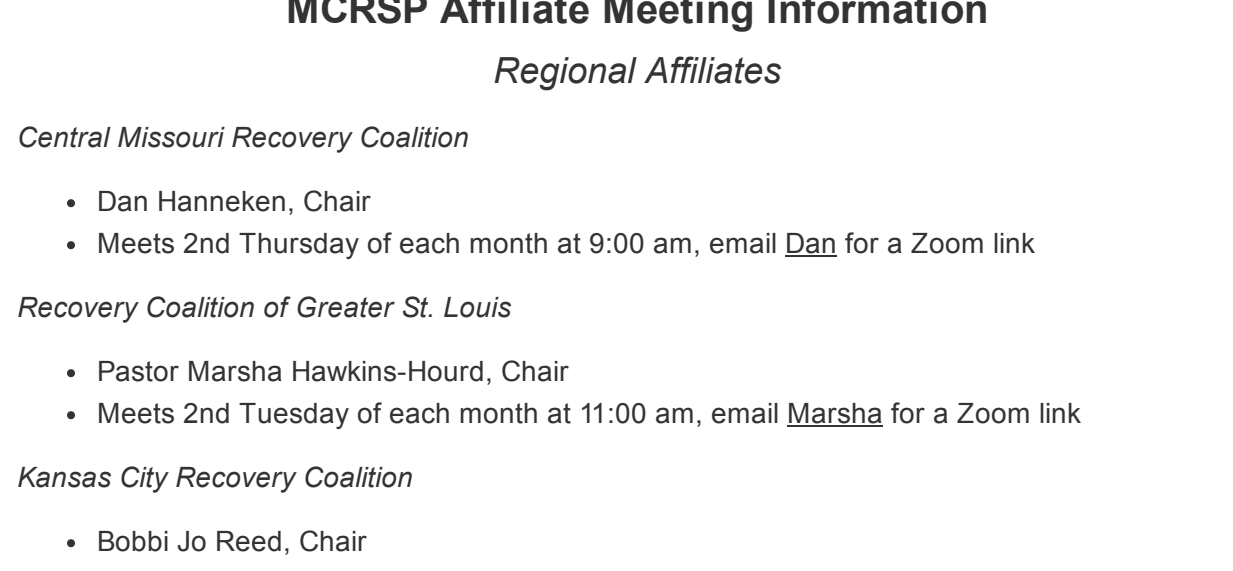 MCRSP Affiliate Meeting Information
Regional Affiliates
Central Missouri Recovery Coalition
• Dan Hanneken, Chair
• Meets 2nd Thursday of each month at 9:00 am, email Dan for a Zoom link
Recovery Coalition of Greater St. Louis
• Pastor Marsha Hawkins-Hourd, Chair
• Meets 2nd Tuesday of each month at 11:00 am, email Marsha for a Zoom link
Kansas City Recovery Coalition
• Bobbi Jo Reed, Chair